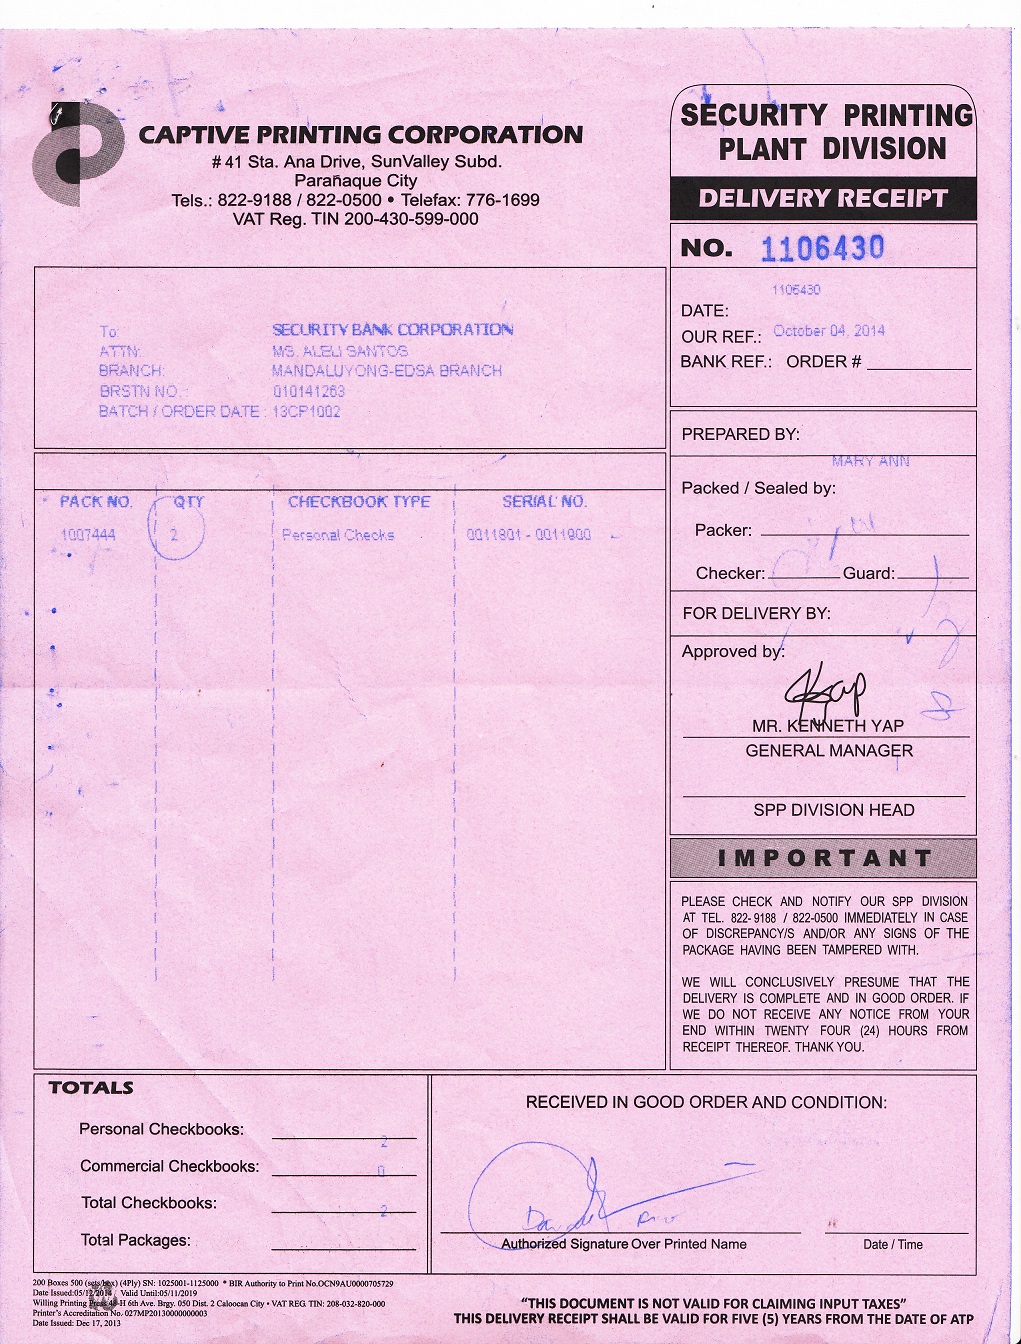 CAPTIVE PRINTING CORPORATION
# 41 Sta. Ana Drive, SunValley Subd.
Parañaque City
Tels.: 822-9188 / 822-0500 • Telefax: 776-1699
VAT Reg. TIN 200-430-599-000
SECURITY PRINTING
PLANT DIVISION
DELIVERY RECEIPT
NO. 1106430
1106430
DATE:
OUR REF.: October 04, 2014
BANK REF.: ORDER #
To: SECURITY BANK CORPORATION
ATTN: MS. ALELI SANTOS
BRANCH: MANDALUYONG-EDSA BRANCH
BRSTN NO.: 010141263
BATCH / ORDER DATE : 13CP1002
PACK NO. QTY CHECKBOOK TYPE SERIAL NO.
1007444 2 Personal Checks 0011801 - 0011900
PREPARED BY:
MARY ANN
Packed / Sealed by:
Packer:
Checker: Guard:
FOR DELIVERY BY:
Approved by:
MR. KENNETH YAP
GENERAL MANAGER
SPP DIVISION HEAD
IMPORTANT
PLEASE CHECK AND NOTIFY OUR SPP DIVISION
AT TEL. 822-9188 / 822-0500 IMMEDIATELY IN CASE
OF DISCREPANCY/S AND/OR ANY SIGNS OF THE
PACKAGE HAVING BEEN TAMPERED WITH.
WE WILL CONCLUSIVELY PRESUME THAT THE
DELIVERY IS COMPLETE AND IN GOOD ORDER. IF
WE DO NOT RECEIVE ANY NOTICE FROM YOUR
END WITHIN TWENTY FOUR (24) HOURS FROM
RECEIPT THEREOF. THANK YOU.
TOTALS
Personal Checkbooks: 2
Commercial Checkbooks: 0
Total Checkbooks: 2
Total Packages:
RECEIVED IN GOOD ORDER AND CONDITION:
Authorized Signature Over Printed Name
Date / Time
200 Boxes 500 (sets/box) (4Ply) SN: 1025001-1125000 * BIR Authority to Print No.OCN9AU0000705729
Date Issued:05/12/2014 Valid Until:05/11/2019
Willing Printing Press 48-H 6th Ave. Brgy. 050 Dist. 2 Caloocan City • VAT REG. TIN: 208-032-820-000
Printer's Accreditation No. 027MP20130000000003
Date Issued: Dec 17, 2013
"THIS DOCUMENT IS NOT VALID FOR CLAIMING INPUT TAXES"
THIS DELIVERY RECEIPT SHALL BE VALID FOR FIVE (5) YEARS FROM THE DATE OF ATP